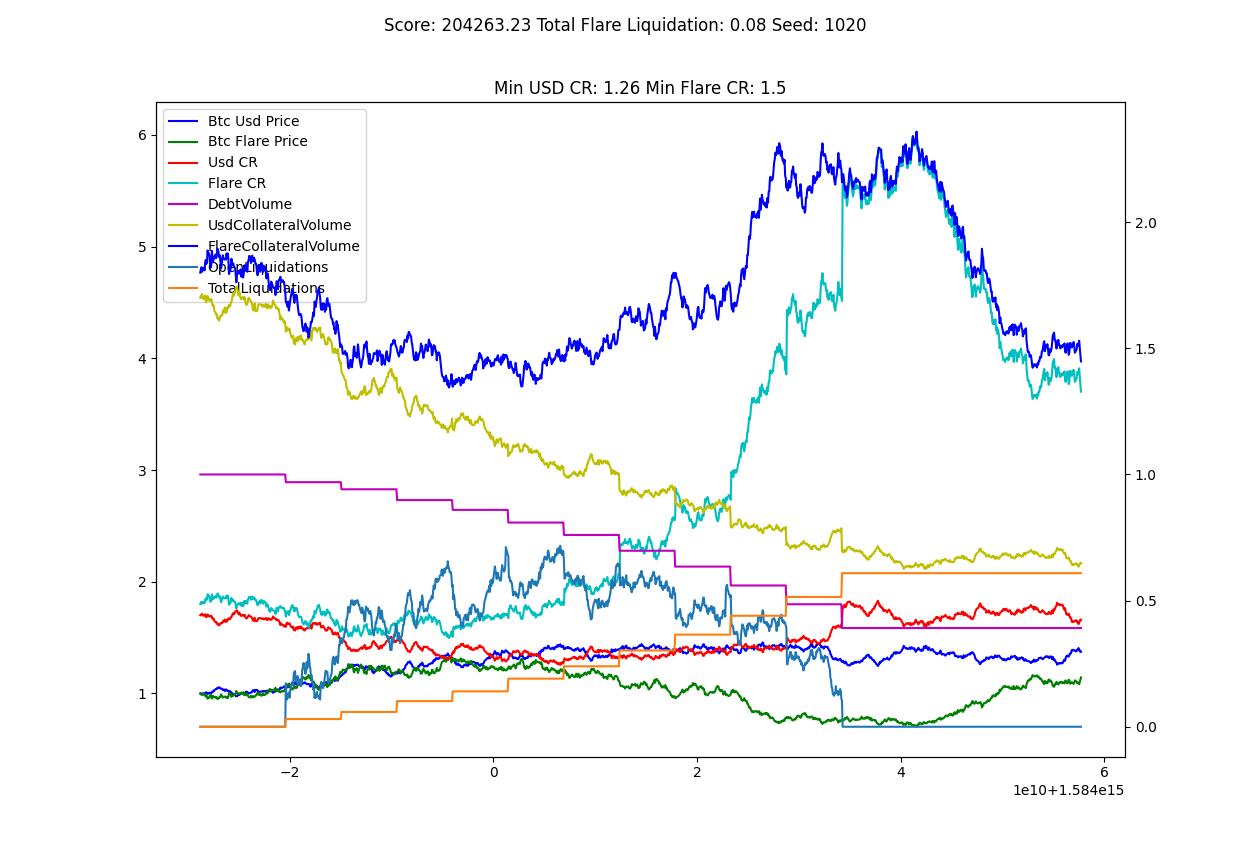 Score: 204263.23 Total Flare Liquidation: 0.08 Seed: 1020
Min USD CR: 1.26 Min Flare CR: 1.5
Btc Usd Price
Btc Flare Price
Usd CR
Flare CR
DebtVolume
UsdCollateralVolume
FlareCollateralVolume
OpenLiquidations
TotalLiquidations
6
5
4
3
2
1
2.0
1.5
1.0
0.5
0.0
−2 0 2 4 6
1e10+1.584e15